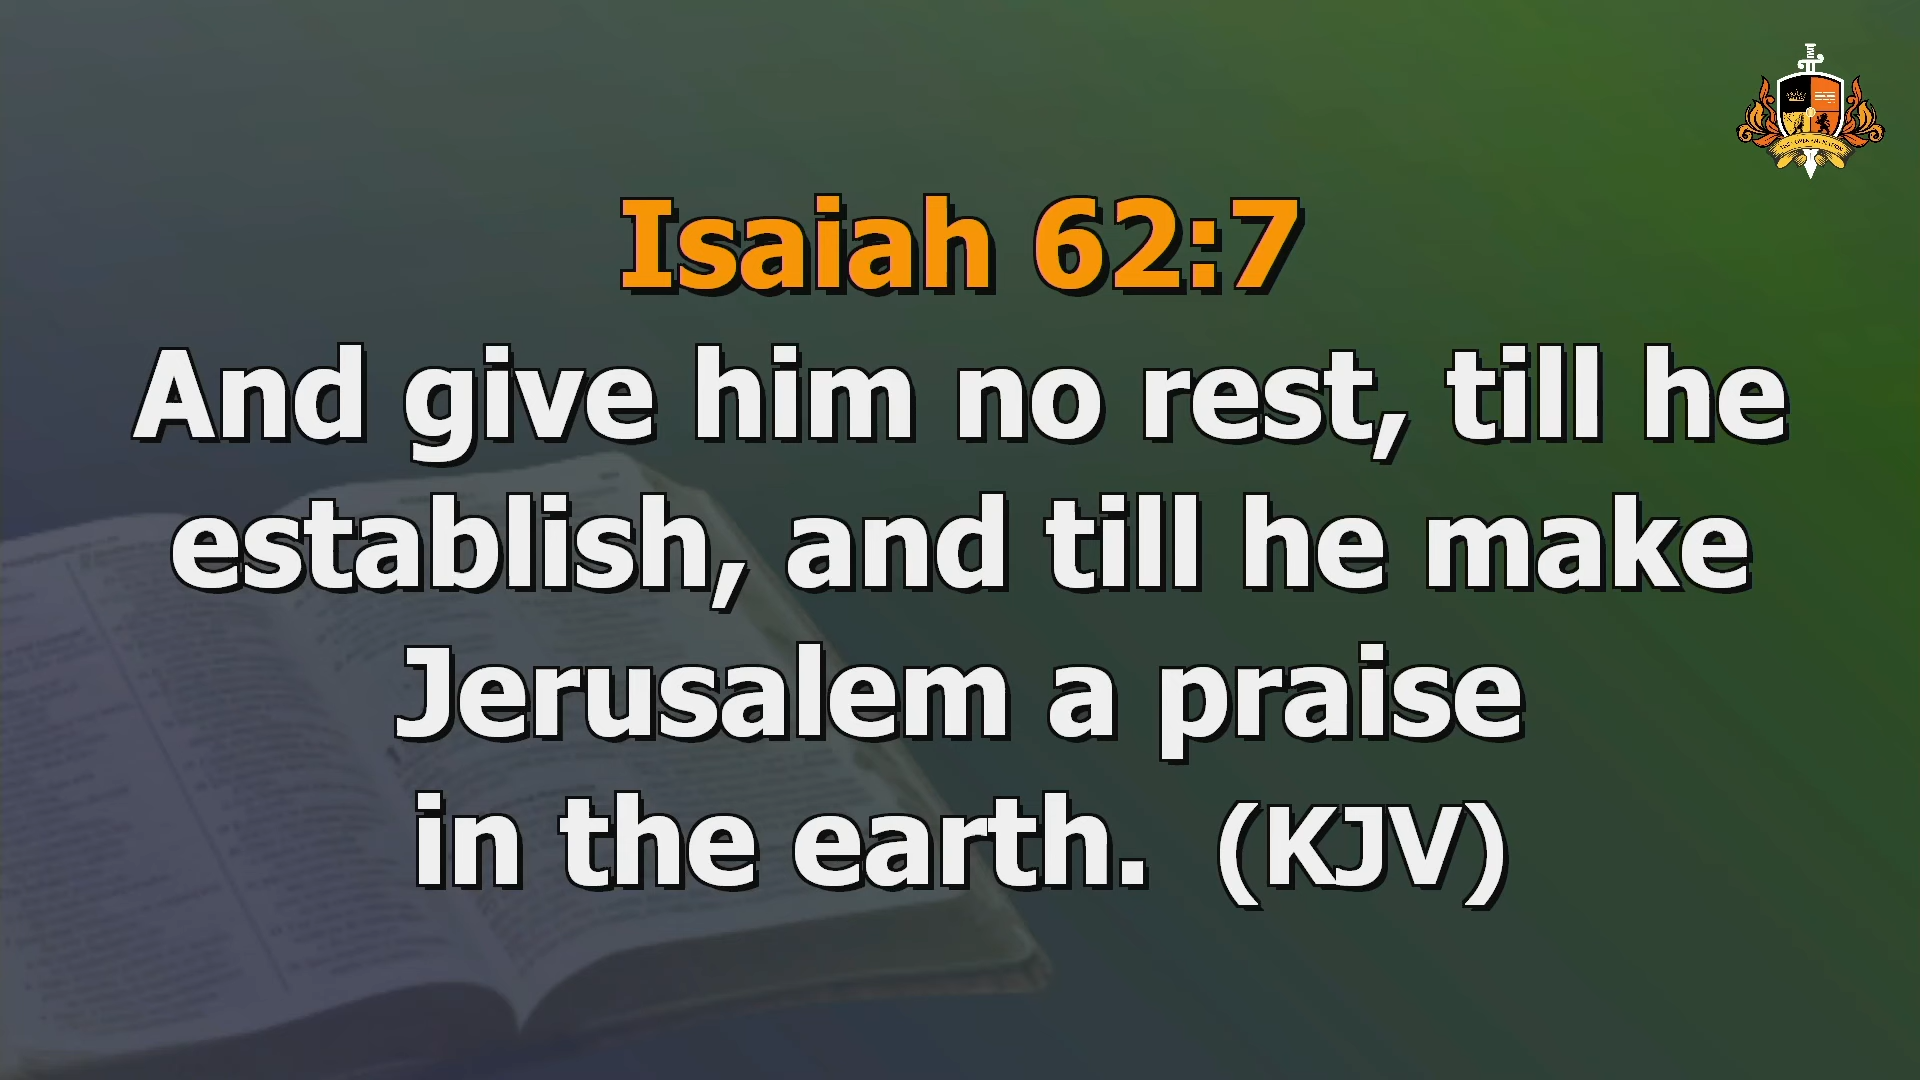 Isaiah 62:7
And give him no rest, till he
establish, and till he make
Jerusalem a praise
in the earth.  (KJV)